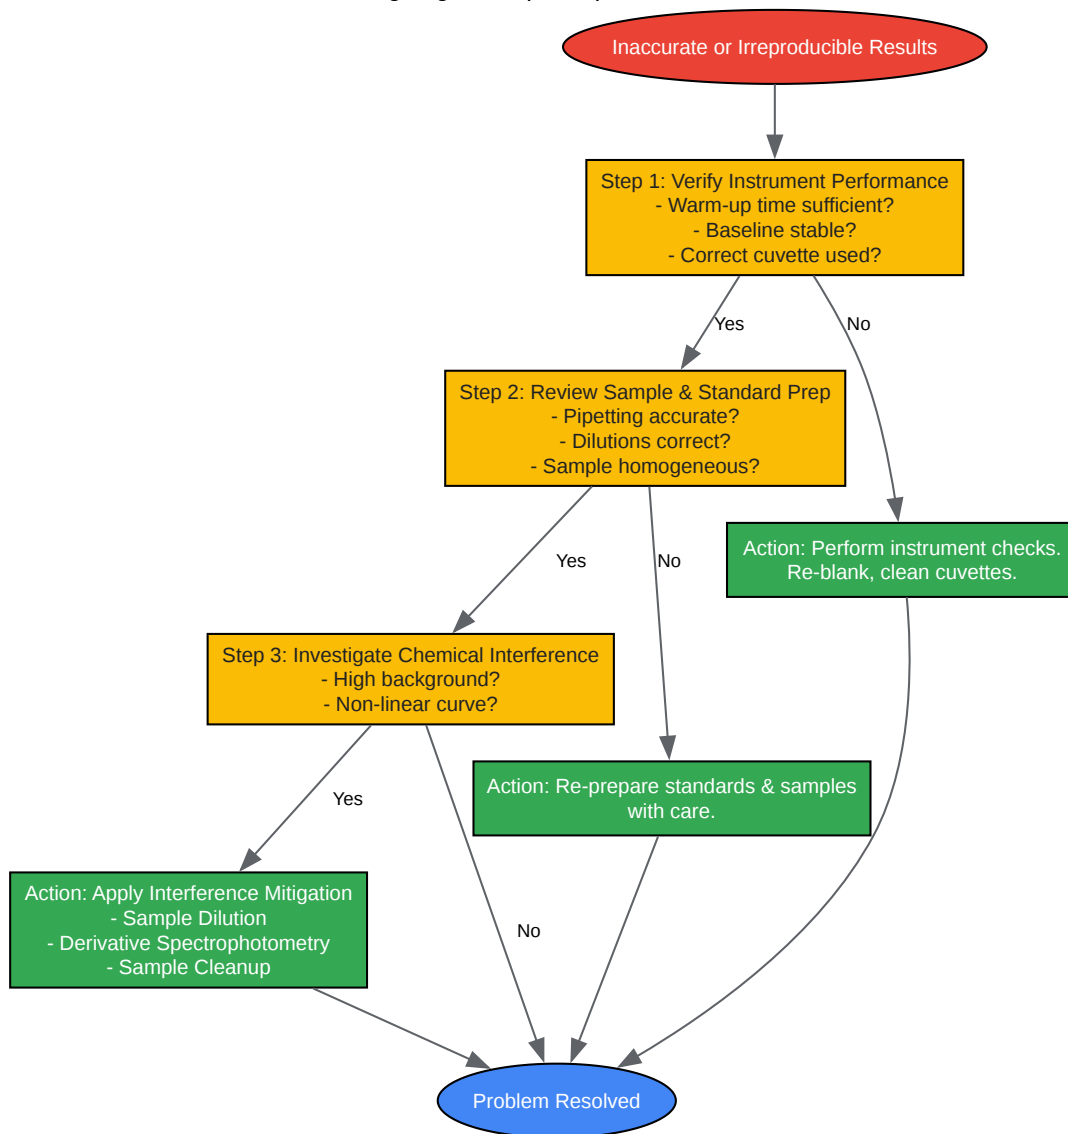 Inaccurate or Irreproducible Results
Step 1: Verify Instrument Performance
- Warm-up time sufficient?
- Baseline stable?
- Correct cuvette used?
Yes
No
Step 2: Review Sample & Standard Prep
- Pipetting accurate?
- Dilutions correct?
- Sample homogeneous?
Action: Perform instrument checks.
Re-blank, clean cuvettes.
Yes
No
Step 3: Investigate Chemical Interference
- High background?
- Non-linear curve?
Action: Re-prepare standards & samples
with care.
Yes
Action: Apply Interference Mitigation
- Sample Dilution
- Derivative Spectrophotometry
- Sample Cleanup
No
Problem Resolved